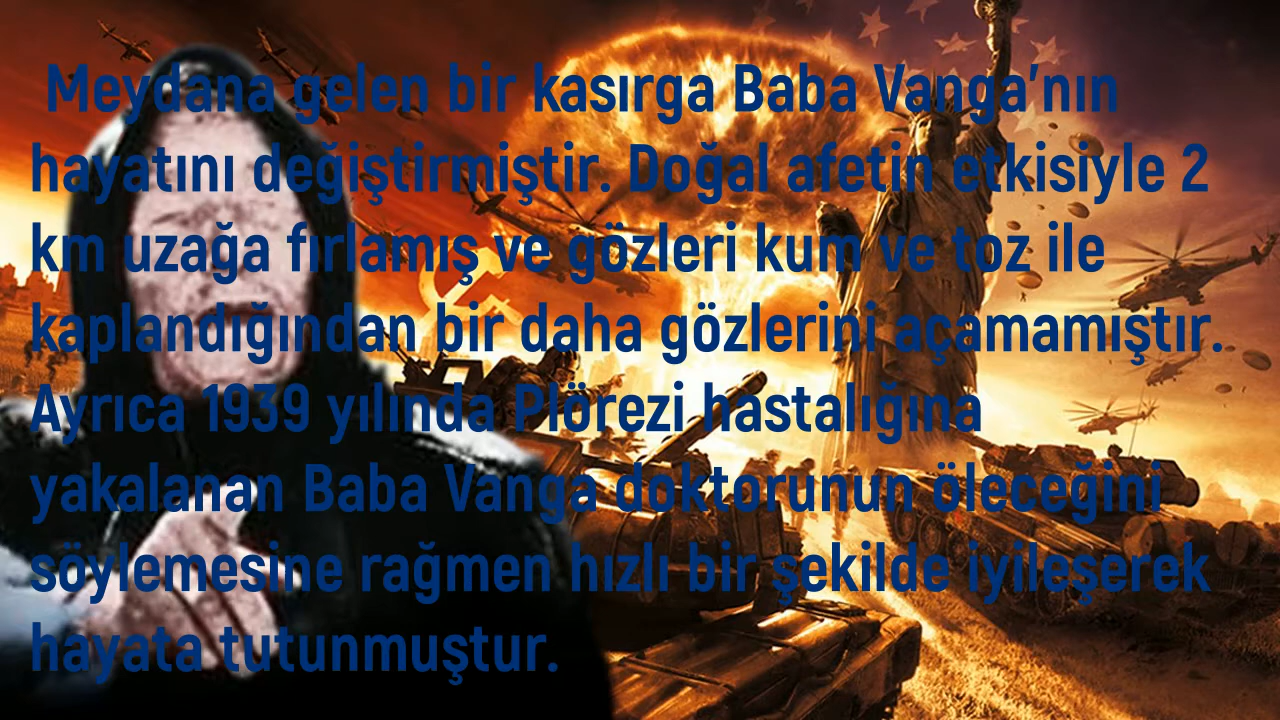 Meydana gelen bir kasırga Baba Vanga'nın
hayatını değiştirmiştir. Doğal afetin etkisiyle 2
km uzağa fırlamış ve gözleri kum ve toz ile
kaplandığından bir daha gözlerini açamamıştır.
Ayrıca 1939 yılında Plörezi hastalığına
yakalanan Baba Vanga doktorunun öleceğini
söylemesine rağmen hızlı bir şekilde iyileşerek
hayata tutunmuştur.